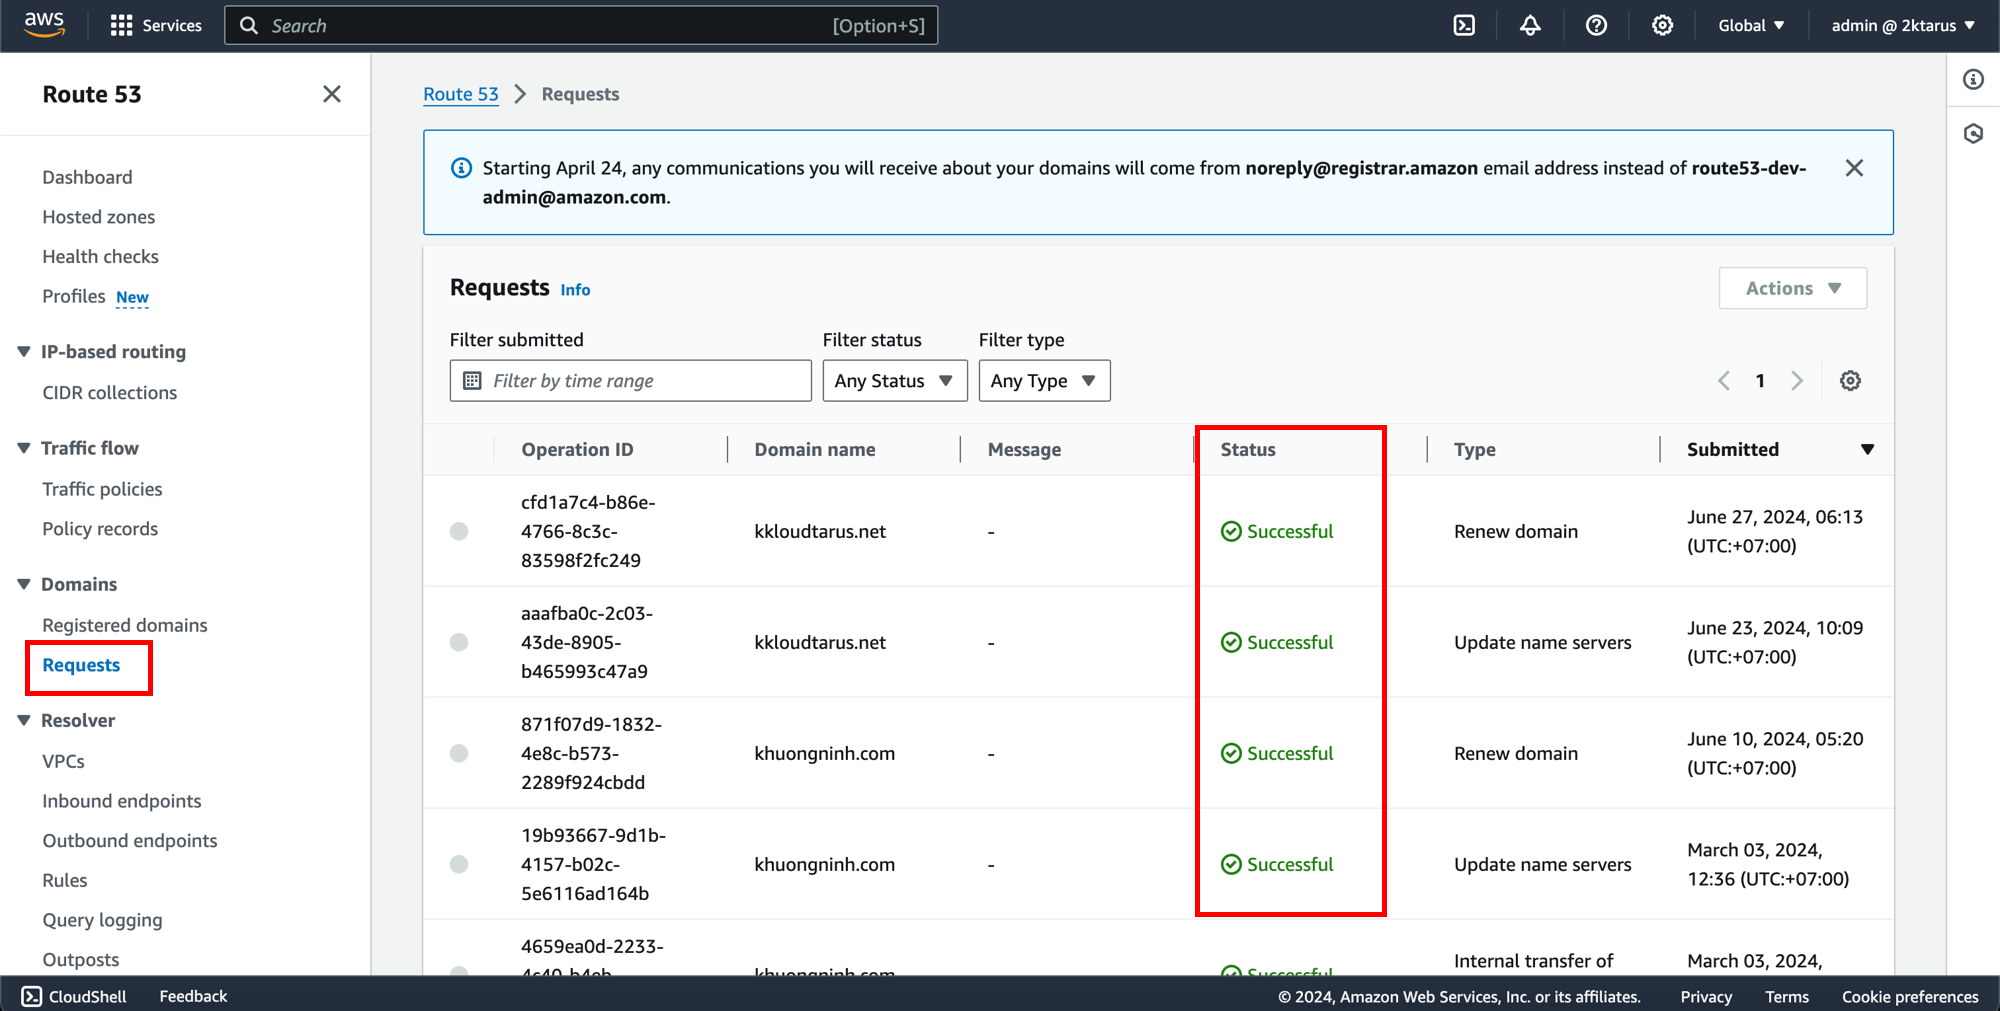 aws
Services
Search
[Option+S]
Global
admin @ 2ktarus
Route 53
Dashboard
Hosted zones
Health checks
Profiles New
IP-based routing
CIDR collections
Traffic flow
Traffic policies
Policy records
Domains
Registered domains
Requests
Resolver
VPCs
Inbound endpoints
Outbound endpoints
Rules
Query logging
Outposts
Route 53 > Requests
Starting April 24, any communications you will receive about your domains will come from noreply@registrar.amazon email address instead of route53-dev-
admin@amazon.com.
Requests Info
Actions
Filter submitted
Filter status
Filter type
Filter by time range
Any Status
Any Type
1
Operation ID
Domain name
Message
Status
Type
Submitted
cfd1a7c4-b86e-
4766-8c3c-
83598f2fc249
kkloudtarus.net
-
Successful
Renew domain
June 27, 2024, 06:13
(UTC:+07:00)
aaafba0c-2c03-
43de-8905-
b465993c47a9
kkloudtarus.net
-
Successful
Update name servers
June 23, 2024, 10:09
(UTC:+07:00)
871f07d9-1832-
4e8c-b573-
2289f924cbdd
khuongninh.com
-
Successful
Renew domain
June 10, 2024, 05:20
(UTC:+07:00)
19b93667-9d1b-
4157-b02c-
5e6116ad164b
khuongninh.com
-
Successful
Update name servers
March 03, 2024,
12:36 (UTC:+07:00)
4659ea0d-2233-
4c40-b4eb-
khuongninh.com
Successful
Internal transfer of
March 03, 2024,
CloudShell
Feedback
© 2024, Amazon Web Services, Inc. or its affiliates.
Privacy
Terms
Cookie preferences